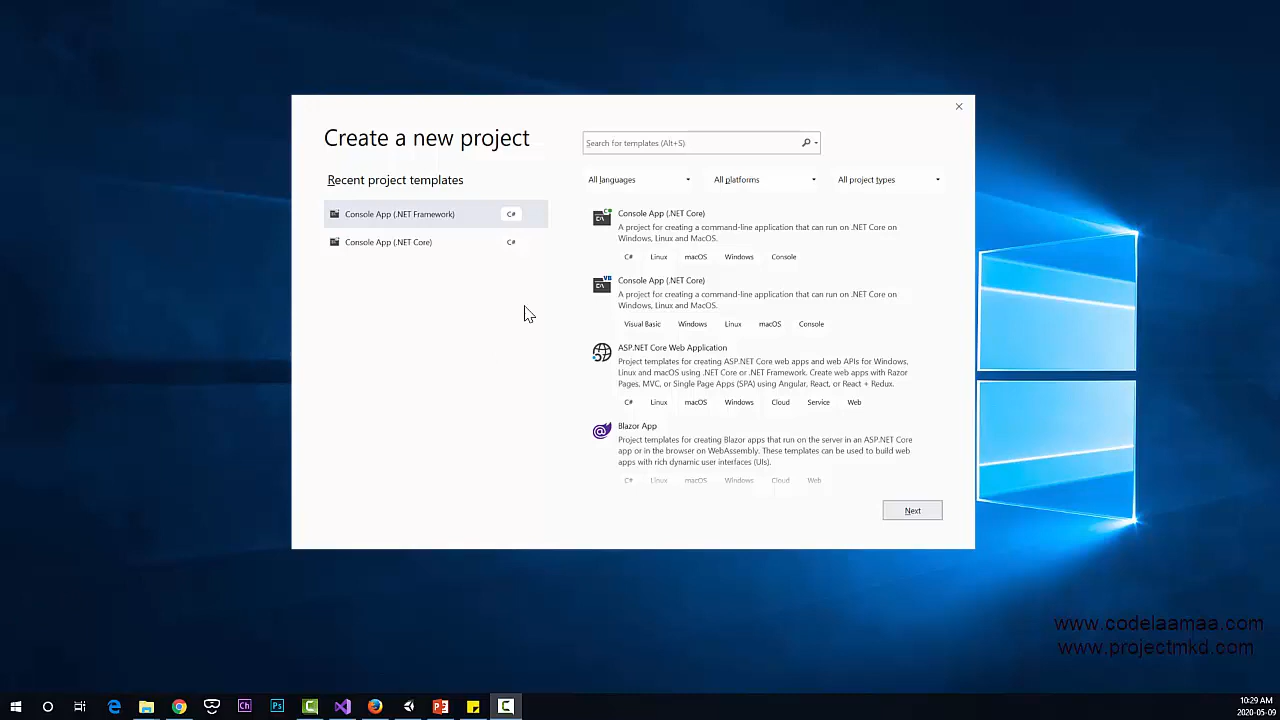 Create a new project
Search for templates (Alt+S)
Recent project templates
All languages
All platforms
All project types
Console App (.NET Framework)
C#
Console App (.NET Core)
C#
Console App (.NET Core)
A project for creating a command-line application that can run on .NET Core on
Windows, Linux and MacOS.
C# Linux macOS Windows Console
Console App (.NET Core)
A project for creating a command-line application that can run on .NET Core on
Windows, Linux and MacOS.
Visual Basic Windows Linux macOS Console
ASP.NET Core Web Application
Project templates for creating ASP.NET Core web apps and web APIs for Windows,
Linux and macOS using .NET Core or .NET Framework. Create web apps with Razor
Pages, MVC, or Single Page Apps (SPA) using Angular, React, or React + Redux.
C# Linux macOS Windows Cloud Service Web
Blazor App
Project templates for creating Blazor apps that run on the server in an ASP.NET Core
app or in the browser on WebAssembly. These templates can be used to build web
apps with rich dynamic user interfaces (UIs).
C# Linux macOS Windows Cloud Web
Next
www.codelaamaa.com
www.projectmkd.com
10:29 AM
2020-05-09